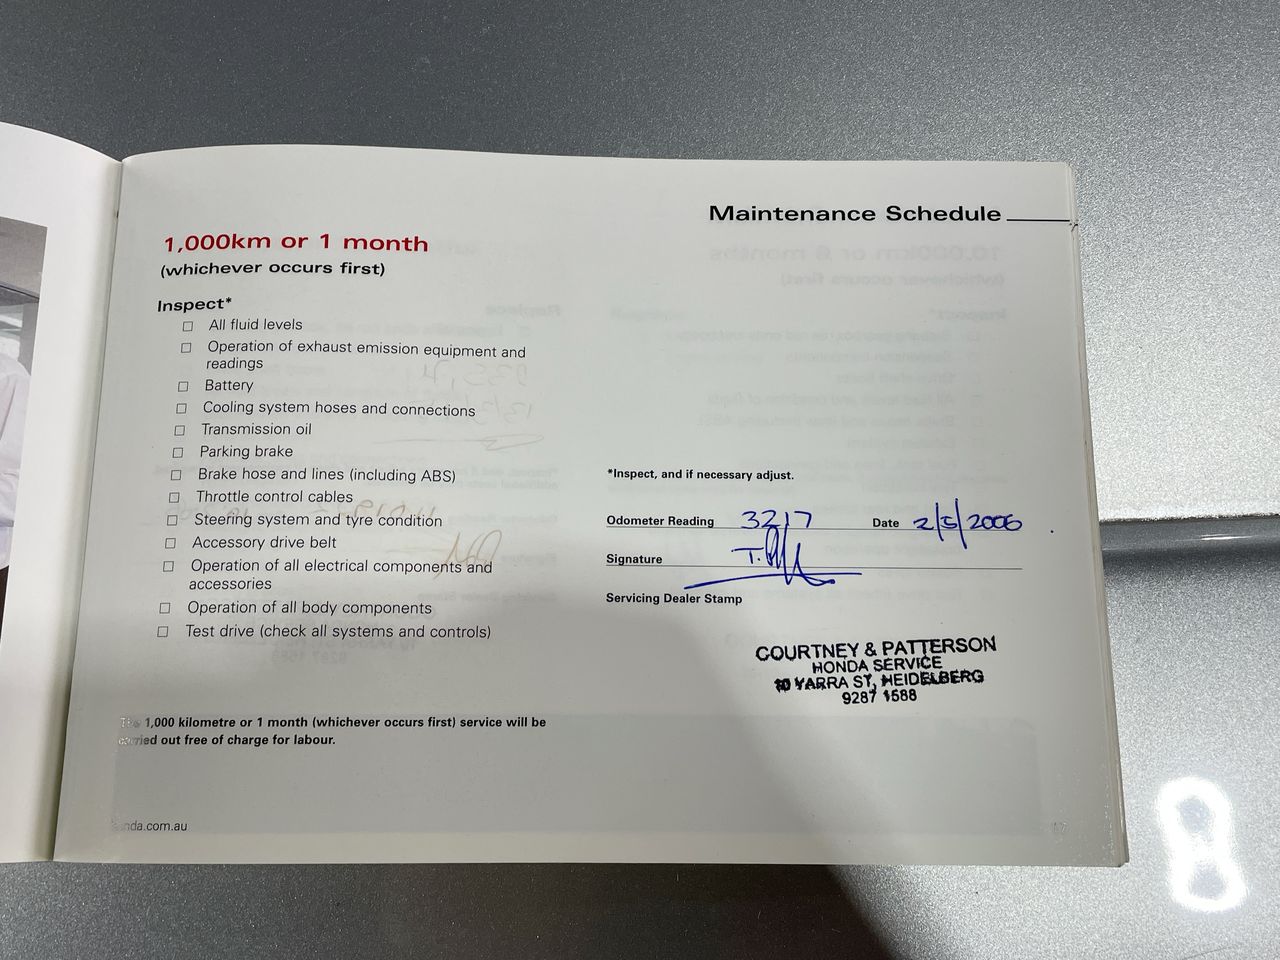 Maintenance Schedule
1,000km or 1 month
(whichever occurs first)
Inspect*
□ All fluid levels
□ Operation of exhaust emission equipment and
readings
□ Battery
□ Cooling system hoses and connections
□ Transmission oil
□ Parking brake
□ Brake hose and lines (including ABS)
□ Throttle control cables
□ Steering system and tyre condition
□ Accessory drive belt
□ Operation of all electrical components and
accessories
□ Operation of all body components
□ Test drive (check all systems and controls)
*Inspect, and if necessary adjust.
Odometer Reading 3217 Date 2/5/2006
Signature
Servicing Dealer Stamp
COURTNEY & PATTERSON
HONDA SERVICE
10 YARRA ST, HEIDELBERG
9287 1588
The 1,000 kilometre or 1 month (whichever occurs first) service will be
carried out free of charge for labour.
honda.com.au
17